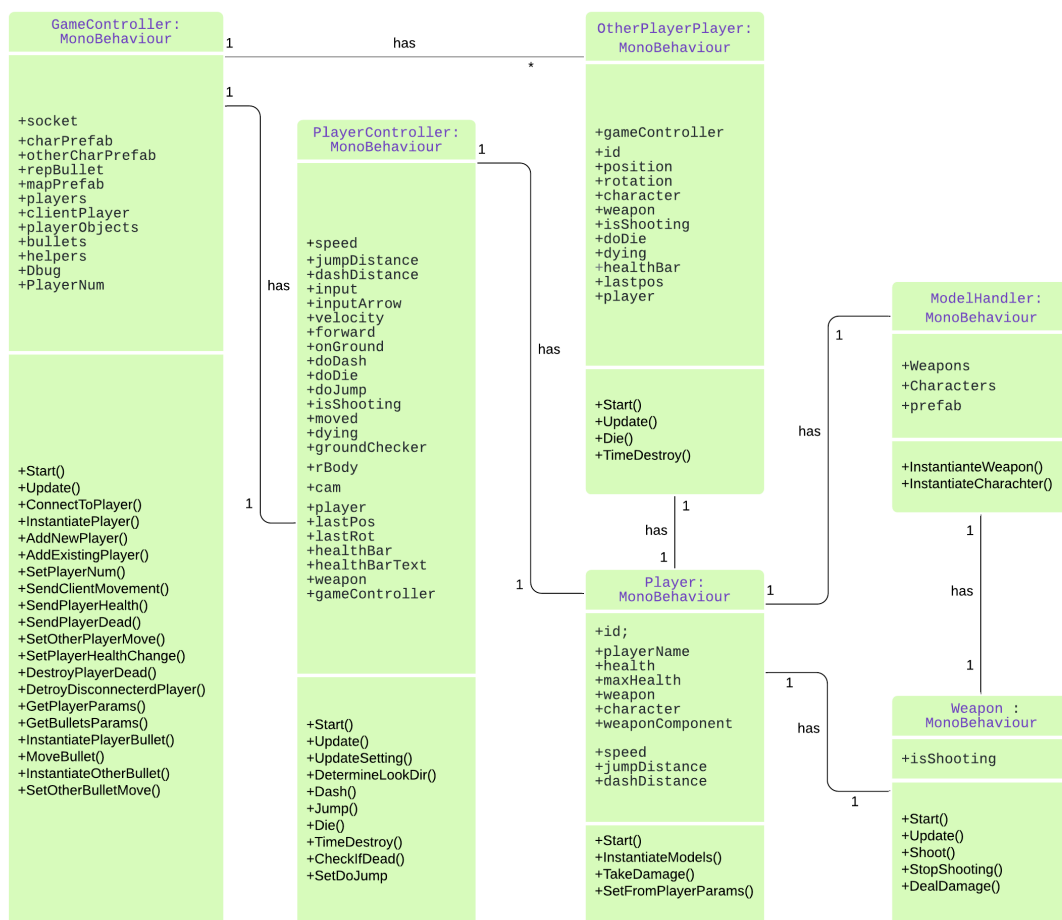 GameController:
MonoBehaviour
+socket
+charPrefab
+otherCharPrefab
+repBullet
+mapPrefab
+players
+clientPlayer
+playerObjects
+bullets
+helpers
+Dbug
+PlayerNum
+Start()
+Update()
+ConnectToPlayer()
+InstantiatePlayer()
+AddNewPlayer()
+AddExistingPlayer()
+SetPlayerNum()
+SendClientMovement()
+SendPlayerHealth()
+SendPlayerDead()
+SetOtherPlayerMove()
+SetPlayerHealthChange()
+DestroyPlayerDead()
+DetroyDisconnecterdPlayer()
+GetPlayerParams()
+GetBulletsParams()
+InstantiatePlayerBullet()
+MoveBullet()
+InstantiateOtherBullet()
+SetOtherBulletMove()
1
has
*
1
has
1
PlayerController:
MonoBehaviour
+speed
+jumpDistance
+dashDistance
+input
+inputArrow
+velocity
+forward
+onGround
+doDash
+doDie
+doJump
+isShooting
+moved
+dying
+groundChecker
+rBody
+cam
+player
+lastPos
+lastRot
+healthBar
+healthBarText
+weapon
+gameController
+Start()
+Update()
+UpdateSetting()
+DetermineLookDir()
+Dash()
+Jump()
+Die()
+TimeDestroy()
+CheckIfDead()
+SetDoJump
1
has
1
OtherPlayerPlayer:
MonoBehaviour
+gameController
+id
+position
+rotation
+character
+weapon
+isShooting
+doDie
+dying
+healthBar
+lastpos
+player
+Start()
+Update()
+Die()
+TimeDestroy()
1
has
1
Player:
MonoBehaviour
+id;
+playerName
+health
+maxHealth
+weapon
+character
+weaponComponent
+speed
+jumpDistance
+dashDistance
+Start()
+InstantiateModels()
+TakeDamage()
+SetFromPlayerParams()
1
has
1
1
has
1
ModelHandler:
MonoBehaviour
+Weapons
+Characters
+prefab
+InstantianteWeapon()
+InstantiateCharachter()
1
has
1
Weapon :
MonoBehaviour
+isShooting
+Start()
+Update()
+Shoot()
+StopShooting()
+DealDamage()